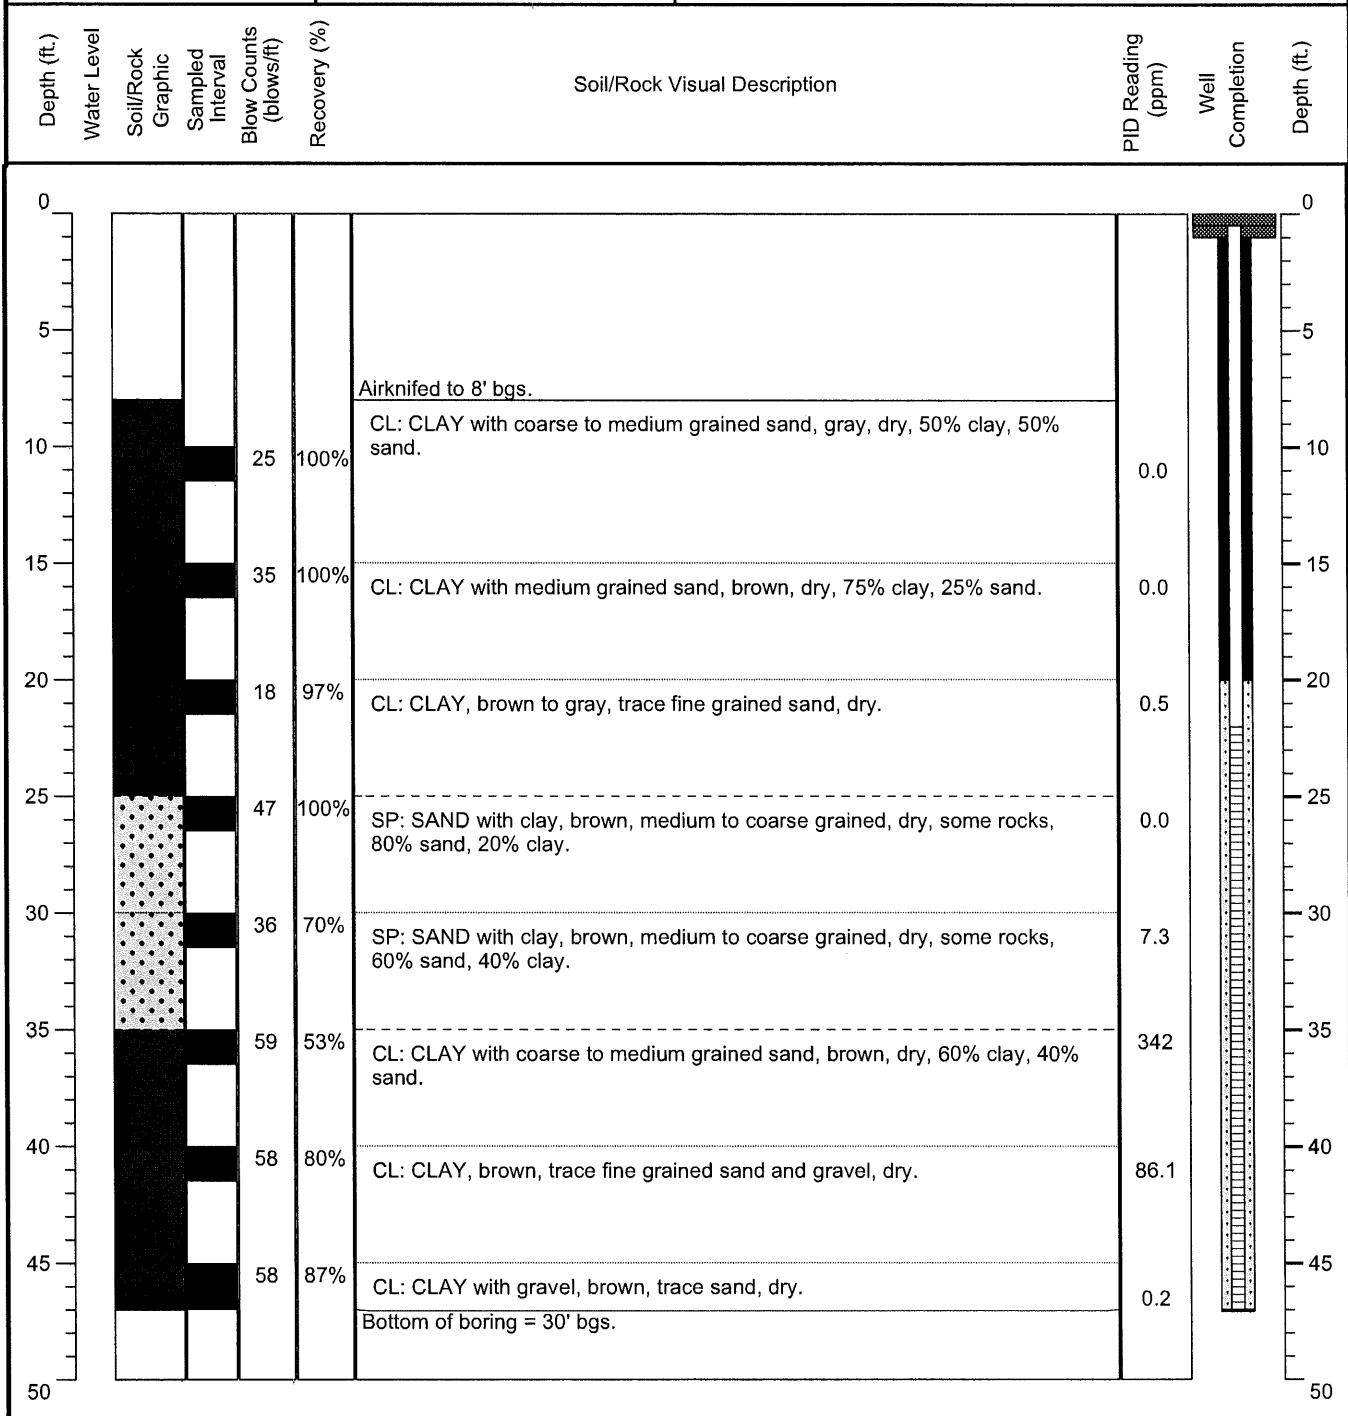 Depth (ft.)
Water Level
Soil/Rock
Graphic
Sampled
Interval
Blow Counts
(blows/ft)
Recovery (%)
Soil/Rock Visual Description
PID Reading
(ppm)
Well
Completion
Depth (ft.)
0 0
5 5
Airknifed to 8' bgs.
CL: CLAY with coarse to medium grained sand, gray, dry, 50% clay, 50%
sand.
10 25 100% 0.0 10
15 35 100% 15
CL: CLAY with medium grained sand, brown, dry, 75% clay, 25% sand. 0.0
20 18 97% 20
CL: CLAY, brown to gray, trace fine grained sand, dry. 0.5
25 47 100% 25
SP: SAND with clay, brown, medium to coarse grained, dry, some rocks, 0.0
80% sand, 20% clay.
30 36 70% 30
SP: SAND with clay, brown, medium to coarse grained, dry, some rocks, 7.3
60% sand, 40% clay.
35 59 53% 342 35
CL: CLAY with coarse to medium grained sand, brown, dry, 60% clay, 40%
sand.
40 58 80% 40
CL: CLAY, brown, trace fine grained sand and gravel, dry. 86.1
45 58 87% 45
CL: CLAY with gravel, brown, trace sand, dry. 0.2
Bottom of boring = 30' bgs.
50 50